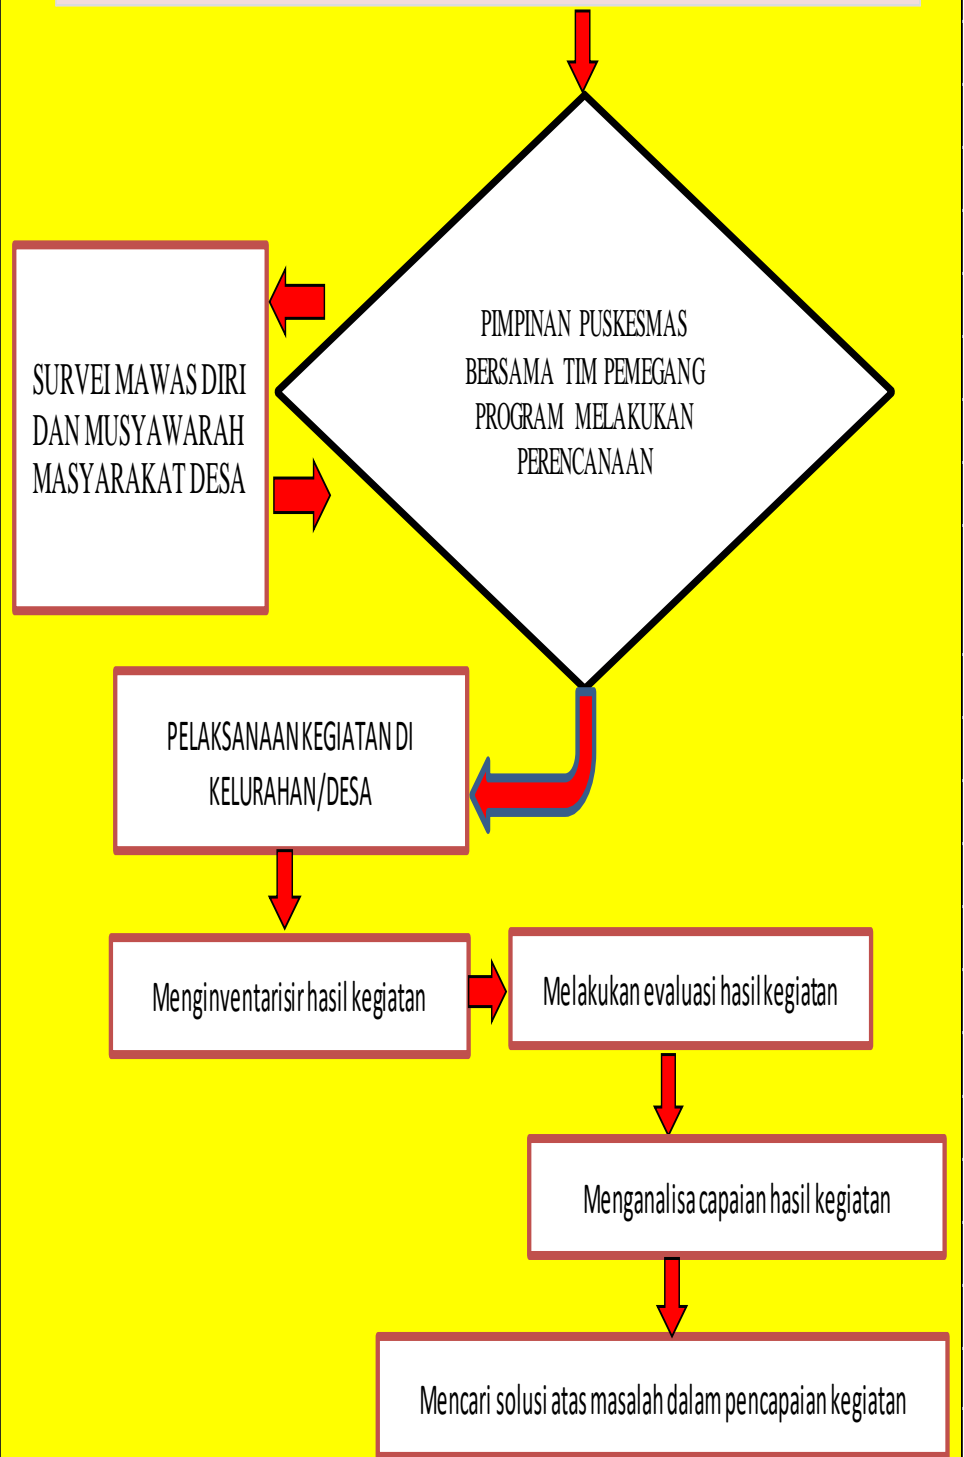 PIMPINAN PUSKESMAS
BERSAMA TIM PEMEGANG
PROGRAM MELAKUKAN
PERENCANAAN
SURVEI MAWAS DIRI
DAN MUSYAWARAH
MASYARAKAT DESA
PELAKSANAAN KEGIATAN DI
KELURAHAN/DESA
Menginventarisir hasil kegiatan
Melakukan evaluasi hasil kegiatan
Menganalisa capaian hasil kegiatan
Mencari solusi atas masalah dalam pencapaian kegiatan